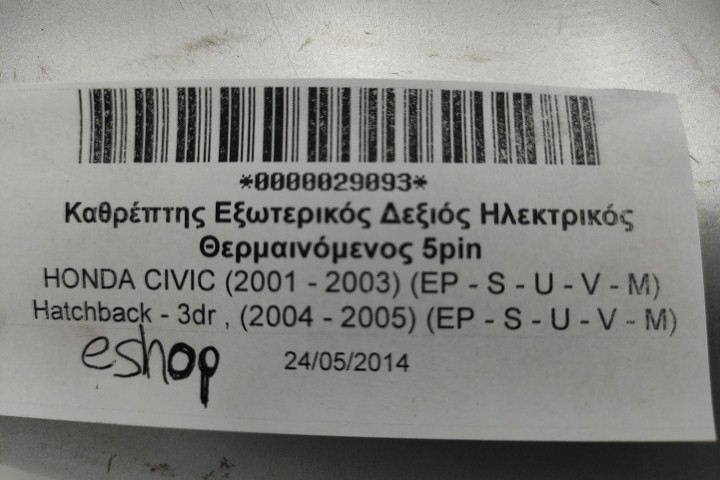 *0000029093*
Καθρέπτης Εξωτερικός Δεξιός Ηλεκτρικός
Θερμαινόμενος 5pin
HONDA CIVIC (2001 - 2003) (EP - S - U - V - M)
Hatchback - 3dr , (2004 - 2005) (EP - S - U - V - M)
eshop 24/05/2014